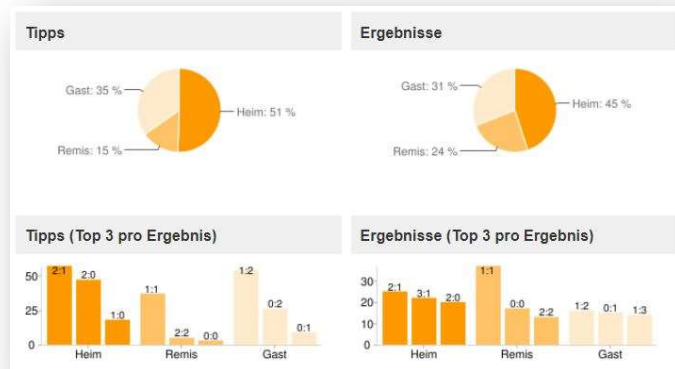 Tipps
Gast: 35 %
Heim: 51 %
Remis: 15 %
Ergebnisse
Gast: 31 %
Heim: 45 %
Remis: 24 %
Tipps (Top 3 pro Ergebnis)
50
25
0
2:1
2:0
1:0
1:1
2:2
0:0
1:2
0:2
0:1
Heim
Remis
Gast
Ergebnisse (Top 3 pro Ergebnis)
30
20
10
0
2:1
3:1
2:0
1:1
0:0
2:2
1:2
0:1
1:3
Heim
Remis
Gast